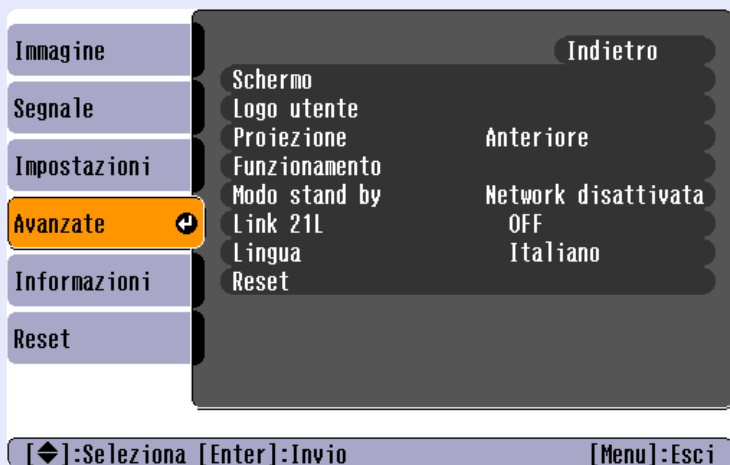 Immagine
Segnale
Impostazioni
Avanzate
Informazioni
Reset
Indietro
Schermo
Logo utente
Proiezione Anteriore
Funzionamento
Modo stand by Network disattivata
Link 21L OFF
Lingua Italiano
Reset
[◆]:Seleziona [Enter]:Invio [Menu]:Esci